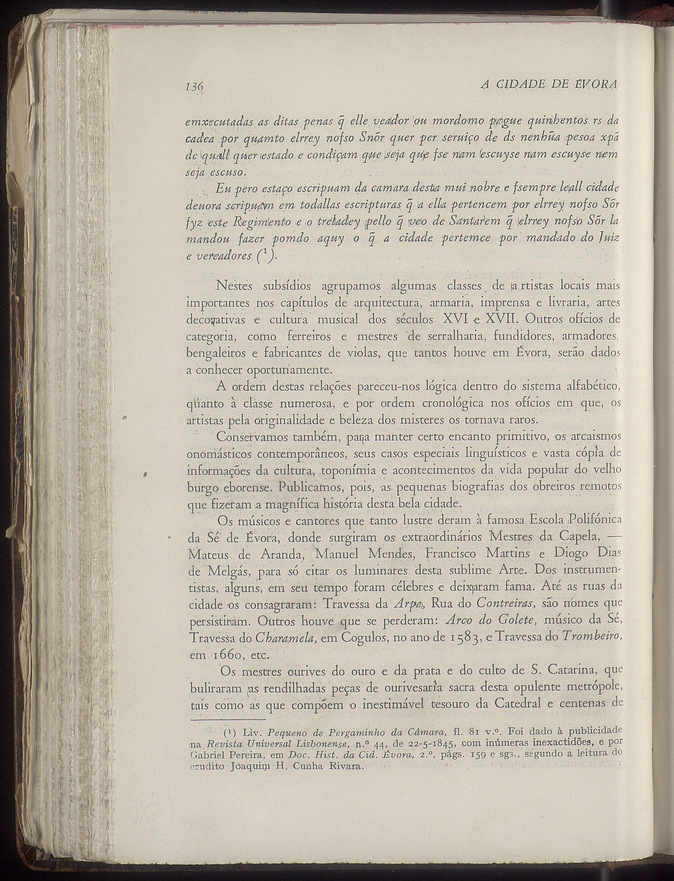 136 A CIDADE DE ÉVORA
emxecutadas as ditas penas q̃ elle veador ou mordomo pague quinhentos rs da
cadea por quamto elrrey nofso Snõr quer per seruiço de ds nenhũa pesoa xpã
de quall quer estado e condiçam que seja que fse nam escuyse nam escuyse nem
seja escuso.
Eu pero estaço escripuam da camara desta mui nobre e fsempre leall cidade
deuora scripuam em todallas escripturas q̃ a ella pertencem por elrrey nofso Sõr
fyz este Regimento e o treladey pello q̃ veo de Santarem q̃ elrrey nofso Sõr la
mandou fazer pomdo aquy o q̃ a cidade pertemce por mandado do Juiz
e vereadores (1).
Nestes subsídios agrupamos algumas classes de artistas locais mais
importantes nos capítulos de arquitectura, armaria, imprensa e livraria, artes
decorativas e cultura musical dos séculos XVI e XVII. Outros ofícios de
categoria, como ferreiros e mestres de serralharia, fundidores, armadores,
bengaleiros e fabricantes de violas, que tantos houve em Évora, serão dados
a conhecer oportunamente.
A ordem destas relações pareceu-nos lógica dentro do sistema alfabético,
qüanto à classe numerosa, e por ordem cronológica nos ofícios em que, os
artistas pela originalidade e beleza dos misteres os tornava raros.
Conservamos também, para manter certo encanto primitivo, os arcaismos
onomásticos contemporâneos, seus casos especiais linguísticos e vasta cópia de
informações da cultura, toponímia e acontecimentos da vida popular do velho
burgo eborense. Publicamos, pois, as pequenas biografias dos obreiros remotos
que fizeram a magnífica história desta bela cidade.
Os músicos e cantores que tanto lustre deram à famosa Escola Polifónica
da Sé de Évora, donde surgiram os extraordinários Mestres da Capela, —
Mateus de Aranda, Manuel Mendes, Francisco Martins e Diogo Dias
de Melgás, para só citar os luminares desta sublime Arte. Dos instrumen-
tistas, alguns, em seu tempo foram célebres e deixaram fama. Até as ruas da
cidade os consagraram: Travessa da Arpa, Rua do Contreiras, são nomes que
persistiram. Outros houve que se perderam: Arco do Golete, músico da Sé,
Travessa do Charamela, em Cogulos, no ano de 1583, e Travessa do Trombeiro,
em 1660, etc.
Os mestres ourives do ouro e da prata e do culto de S. Catarina, que
buliraram as rendilhadas peças de ourivesaria sacra desta opulente metrópole,
tais como as que compõem o inestimável tesouro da Catedral e centenas de
(1) Liv. Pequeno de Pergaminho da Câmara, fl. 81 v.º. Foi dado à publicidade
na Revista Universal Lisbonense, n.º 44, de 22-5-1845, com inúmeras inexactidões, e por
Gabriel Pereira, em Doc. Hist. da Cid. Évora, 2.º, págs. 159 e sgs., segundo a leitura do
erudito Joaquim H. Cunha Rivara.